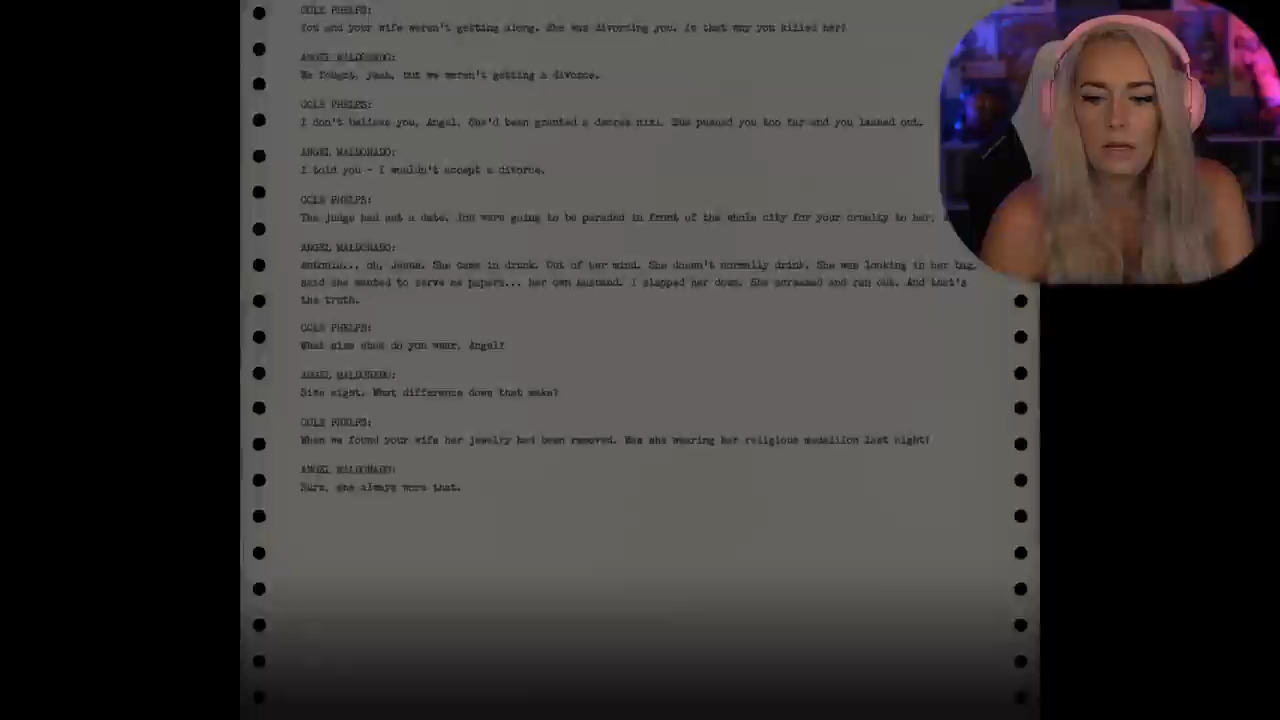 COLE PHELPS:
You and your wife weren't getting along. She was divorcing you. Is that why you killed her?
ANGEL MALDONADO:
We fought, yeah, but we weren't getting a divorce.
COLE PHELPS:
I don't believe you, Angel. She'd been granted a decree nisi. She pushed you too far and you lashed out.
ANGEL MALDONADO:
I told you - I wouldn't accept a divorce.
COLE PHELPS:
The judge had set a date. You were going to be paraded in front of the whole city for your cruelty to her.
ANGEL MALDONADO:
Antonia... oh, Jesus. She came in drunk. Out of her mind. She doesn't normally drink. She was looking in her bag,
said she wanted to serve me papers... her own husband. I slapped her down. She screamed and ran out. And that's
the truth.
COLE PHELPS:
What size shoe do you wear, Angel?
ANGEL MALDONADO:
Size eight. What difference does that make?
COLE PHELPS:
When we found your wife her jewelry had been removed. Was she wearing her religious medallion last night?
ANGEL MALDONADO:
Sure, she always wore that.